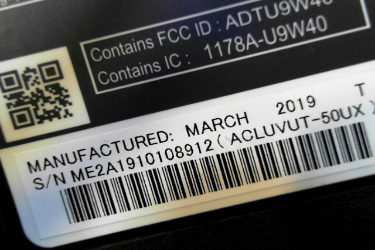 Contains FCC ID : ADTU9W40
Contains IC : 1178A-U9W40
MANUFACTURED: MARCH 2019 T
S/N ME2A1910108912 ( ACLUVUT-50UX )